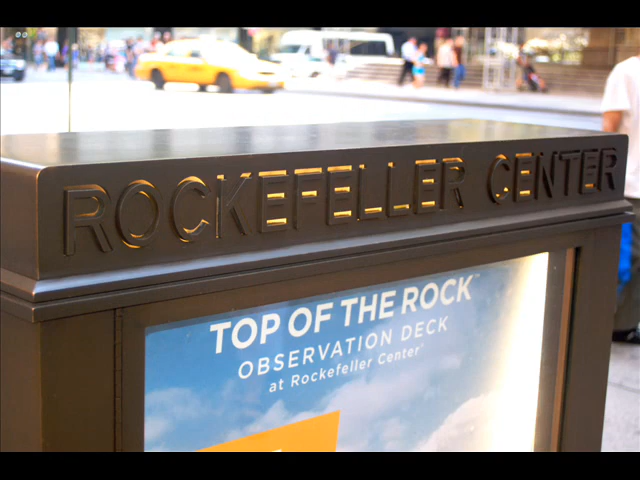 ROCKEFELLER CENTER
TOP OF THE ROCK™
OBSERVATION DECK
at Rockefeller Center®